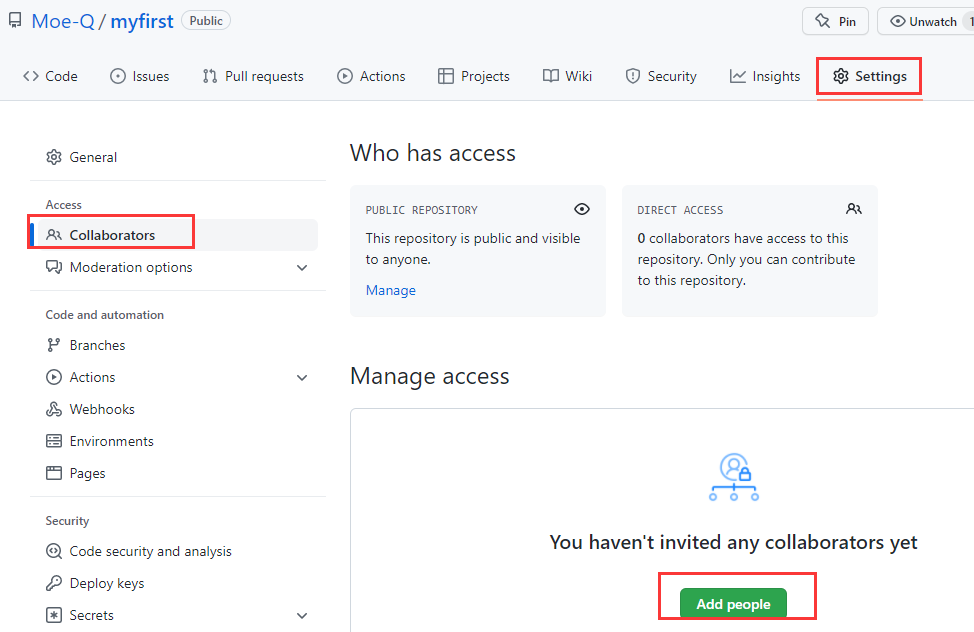 Moe-Q / myfirst Public Pin Unwatch 1
Code Issues Pull requests Actions Projects Wiki Security Insights Settings
General
Access
Collaborators
Moderation options
Code and automation
Branches
Actions
Webhooks
Environments
Pages
Security
Code security and analysis
Deploy keys
Secrets
Who has access
PUBLIC REPOSITORY
This repository is public and visible
to anyone.
Manage
DIRECT ACCESS
0 collaborators have access to this
repository. Only you can contribute
to this repository.
Manage access
You haven't invited any collaborators yet
Add people